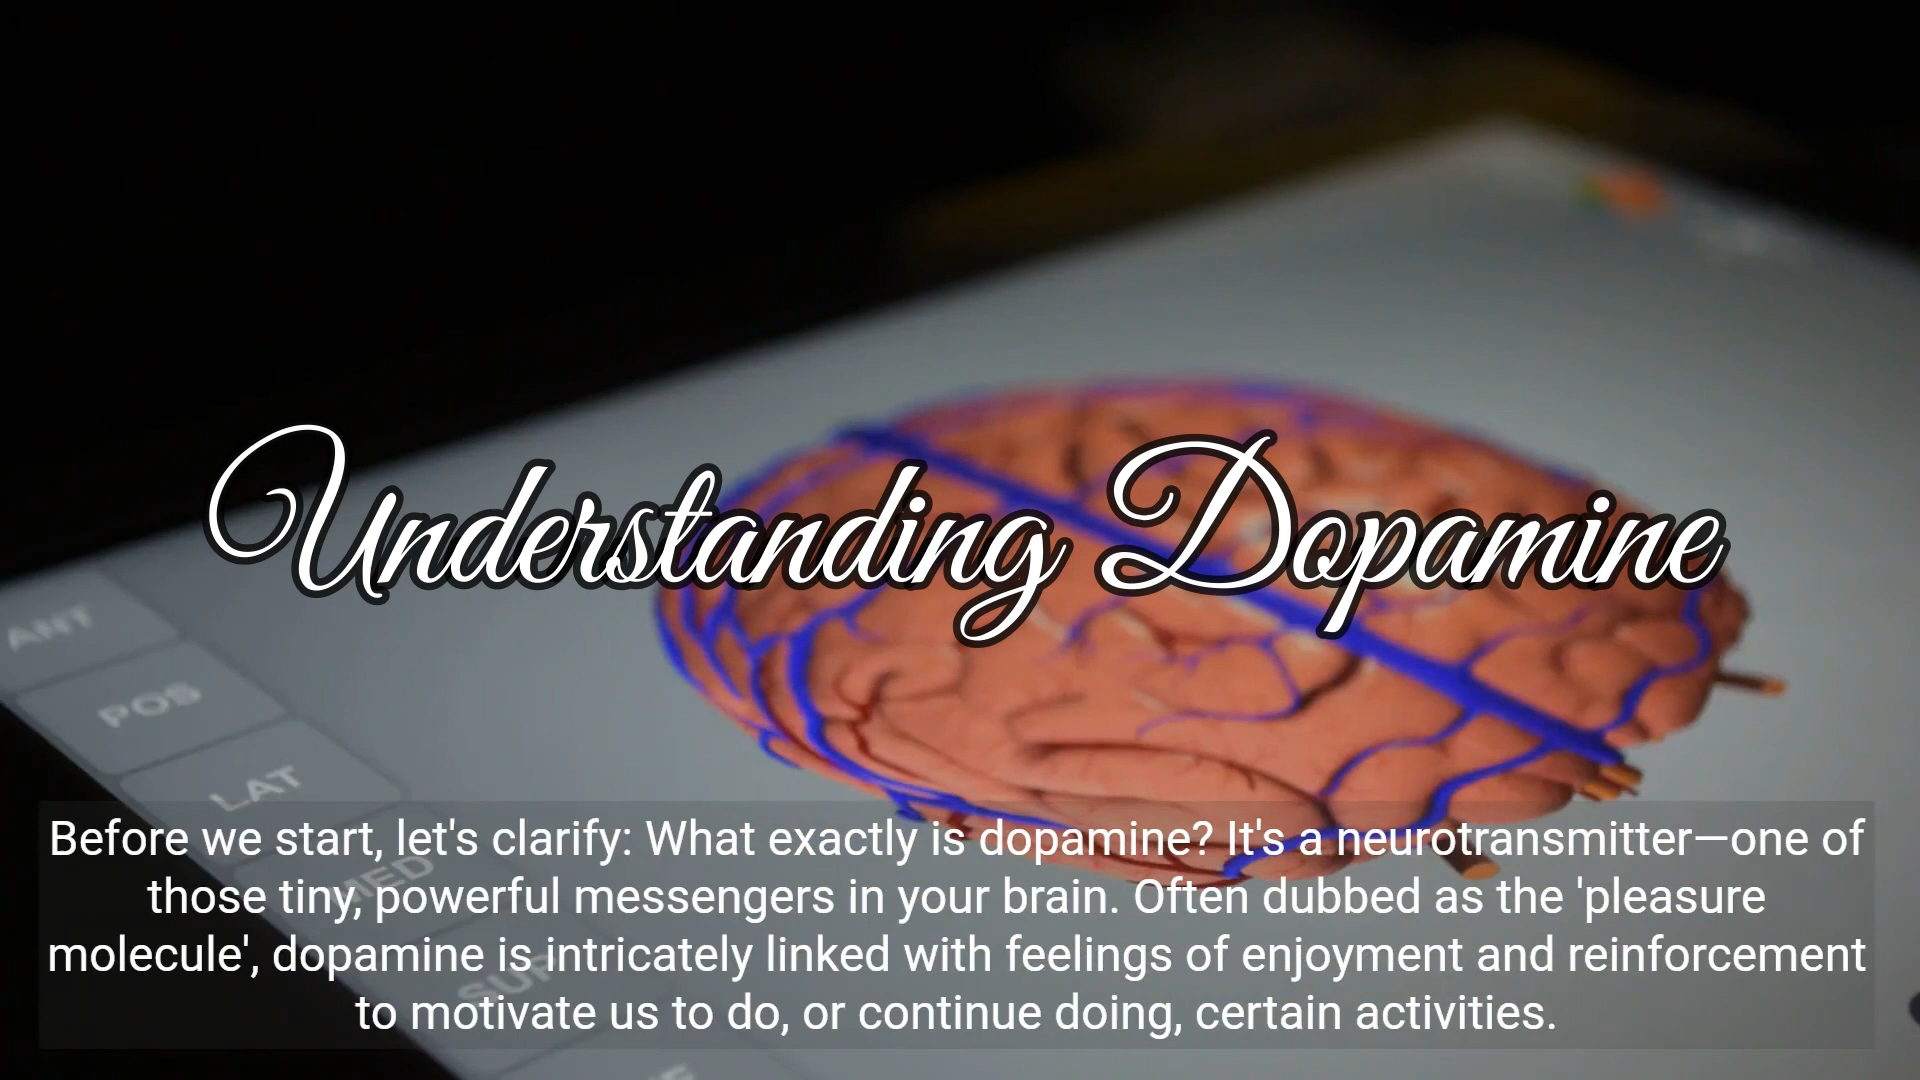 Understanding Dopamine
ANT
POS
LAT
MED
SUP
Before we start, let's clarify: What exactly is dopamine? It's a neurotransmitter—one of
those tiny, powerful messengers in your brain. Often dubbed as the 'pleasure
molecule', dopamine is intricately linked with feelings of enjoyment and reinforcement
to motivate us to do, or continue doing, certain activities.